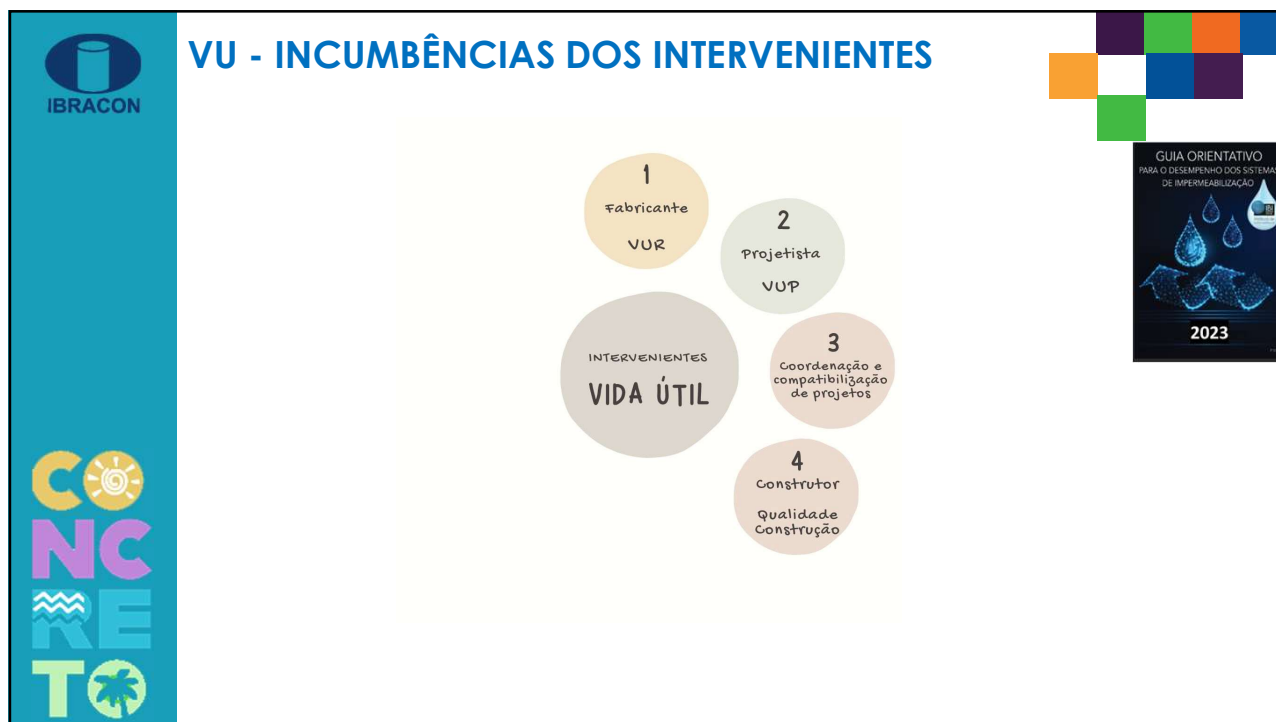 VU - INCUMBÊNCIAS DOS INTERVENIENTES
IBRACON
1
Fabricante
VUR
2
Projetista
VUP
INTERVENIENTES
VIDA ÚTIL
3
Coordenação e
compatibilização
de projetos
4
Construtor
Qualidade
Construção
GUIA ORIENTATIVO
PARA O DESEMPENHO DOS SISTEMAS
DE IMPERMEABILIZAÇÃO
2023
CO
NC
RE
TO